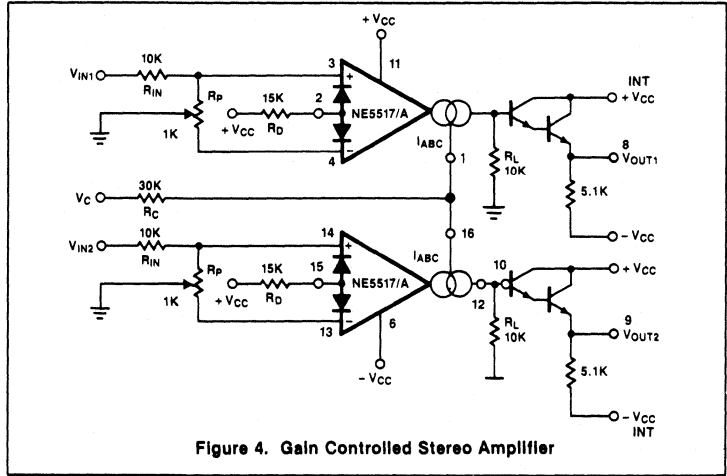 + VCC
10K
3
11
INT
VIN1
RIN
+
+ VCC
RP
15K
2
NE5517/A
8
1K
+ VCC
RD
IABC
VOUT1
4
−
1
RL
10K
5.1K
VC
30K
RC
− VCC
10K
14
16
VIN2
RIN
+
IABC
10
+ VCC
RP
15K
15
NE5517/A
12
9
1K
+ VCC
RD
RL
10K
VOUT2
13
−
6
5.1K
− VCC
− VCC
INT
Figure 4. Gain Controlled Stereo Amplifier